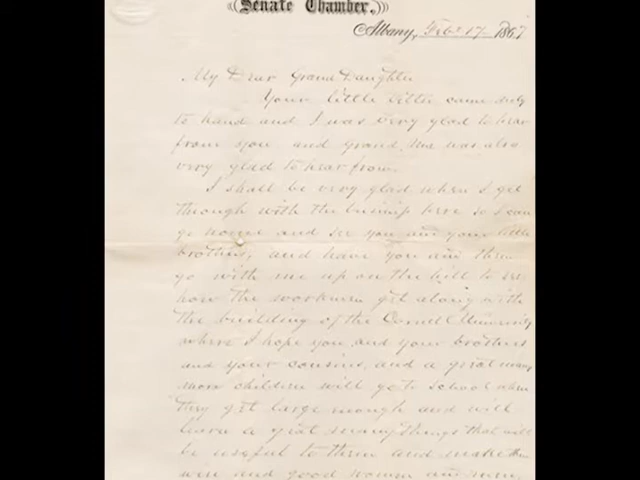 Senate Chamber.
Albany, Feb. 17 1867
My Dear Grand Daughter
Your little letter came duly
to hand and I was very glad to hear
from you and Grand Ma was also
very glad to hear from.
I shall be very glad when I get
through with the business here so I can
go home and see you and your little
brothers, and have you and them
go with me up on the hill to see
how the workmen get along with
the building of the Cornell University
where I hope you and your brothers
and your cousins, and a great many
more children will go to school when
they get large enough and will
learn a great many things that will
be useful to them and make them
wise and good women and men.